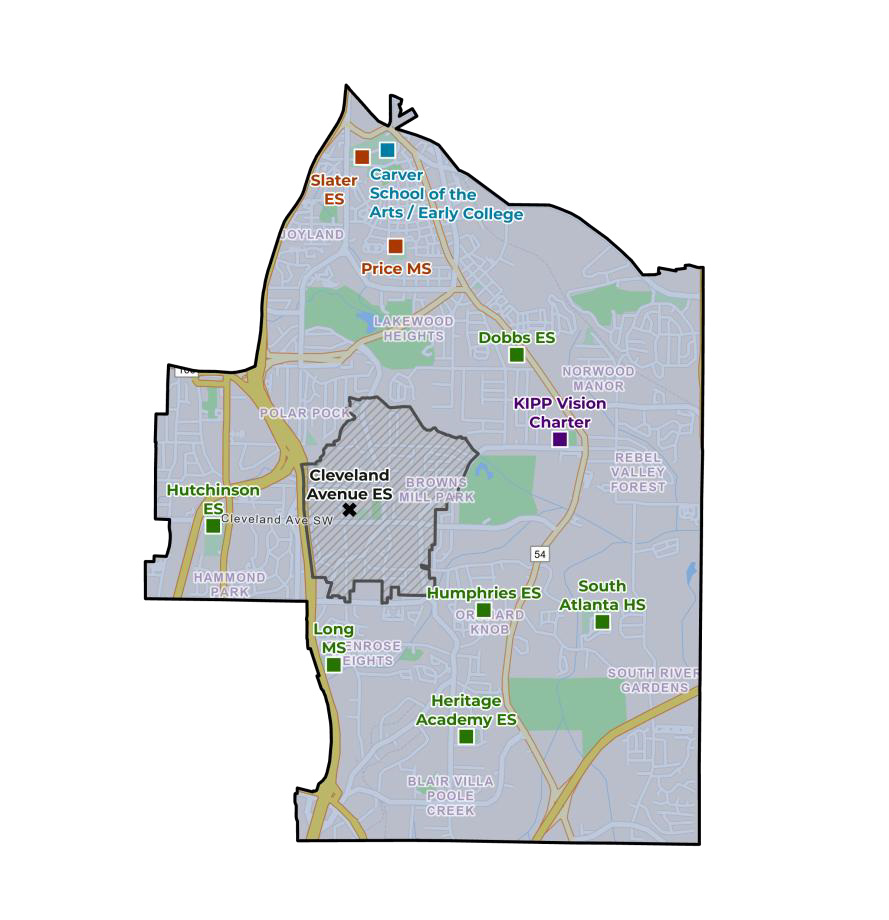 Slater
ES
Carver
School of the
Arts / Early College
JOYLAND
Price MS
LAKEWOOD
HEIGHTS
Dobbs ES
NORWOOD
MANOR
KIPP Vision
Charter
POLAR ROCK
REBEL
VALLEY
FOREST
Cleveland
Avenue ES
BROWNS
MILL PARK
Hutchinson
ES
Cleveland Ave SW
54
HAMMOND
PARK
Humphries ES
South
Atlanta HS
KNOB
Long
MS
SOUTH RIVER
GARDENS
Heritage
Academy ES
BLAIR VILLA
POOLE
CREEK